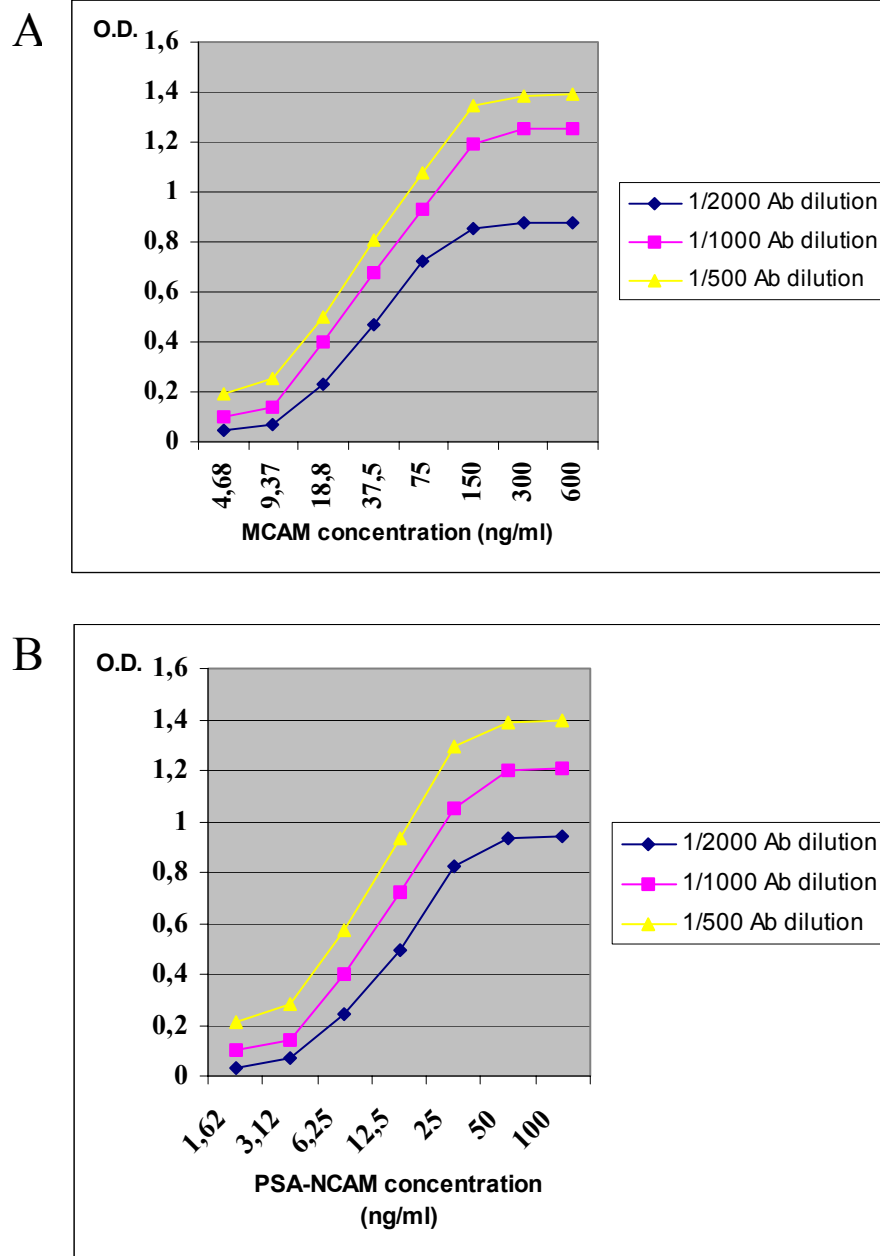 A
O.D.
1,6
1,4
1,2
1
0,8
0,6
0,4
0,2
0
4,68 9,37 18,8 37,5 75 150 300 600
MCAM concentration (ng/ml)
1/2000 Ab dilution
1/1000 Ab dilution
1/500 Ab dilution
B
O.D.
1,6
1,4
1,2
1
0,8
0,6
0,4
0,2
0
1,62 3,12 6,25 12,5 25 50 100
PSA-NCAM concentration
(ng/ml)
1/2000 Ab dilution
1/1000 Ab dilution
1/500 Ab dilution